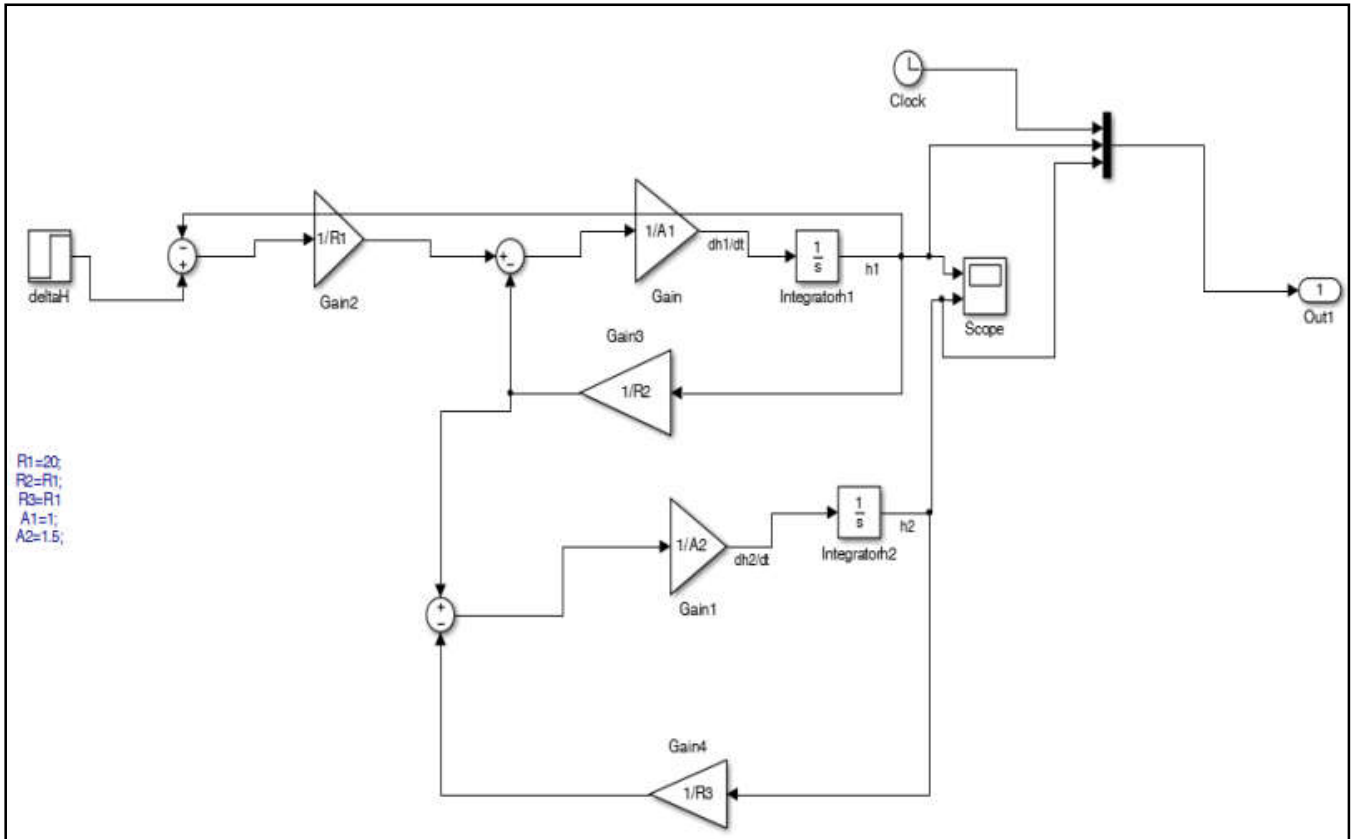 Clock
deltaH
-
+
1/R1
Gain2
+
-
1/A1
Gain
dh1/dt
1
s
Integratorh1
h1
Scope
1
Out1
Gain3
1/R2
R1=20;
R2=R1;
R3=R1
A1=1;
A2=1.5;
+
-
1/A2
Gain1
dh2/dt
1
s
Integratorh2
h2
Gain4
1/R3